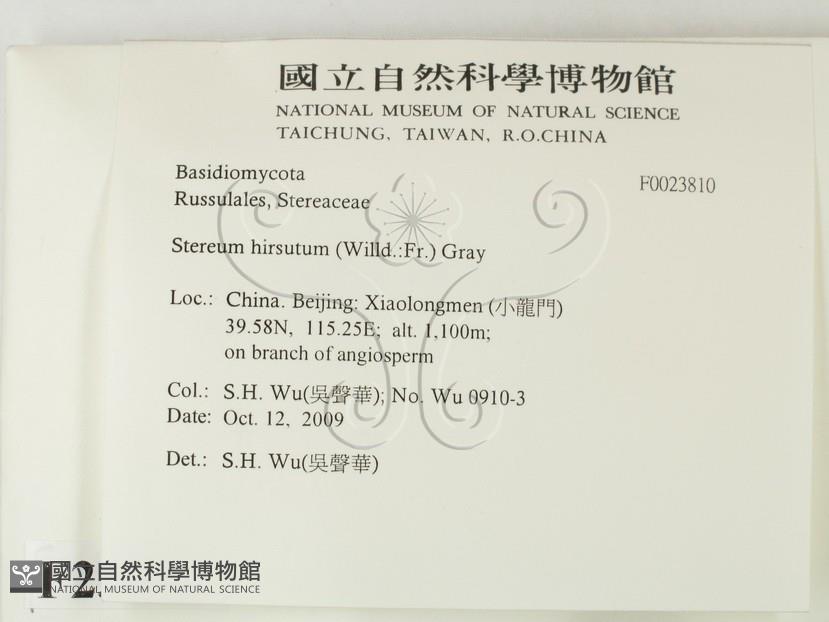 國立自然科學博物館
NATIONAL MUSEUM OF NATURAL SCIENCE
TAICHUNG, TAIWAN, R.O.CHINA
Basidiomycota
F0023810
Russulales, Stereaceae
Stereum hirsutum (Willd.:Fr.) Gray
Loc.: China. Beijing: Xiaolongmen (小龍門)
39.58N, 115.25E; alt. 1,100m;
on branch of angiosperm
Col.: S.H. Wu(吳聲華); No. Wu 0910-3
Date: Oct. 12, 2009
Det.: S.H. Wu(吳聲華)
F2
國立自然科學博物館
NATIONAL MUSEUM OF NATURAL SCIENCE